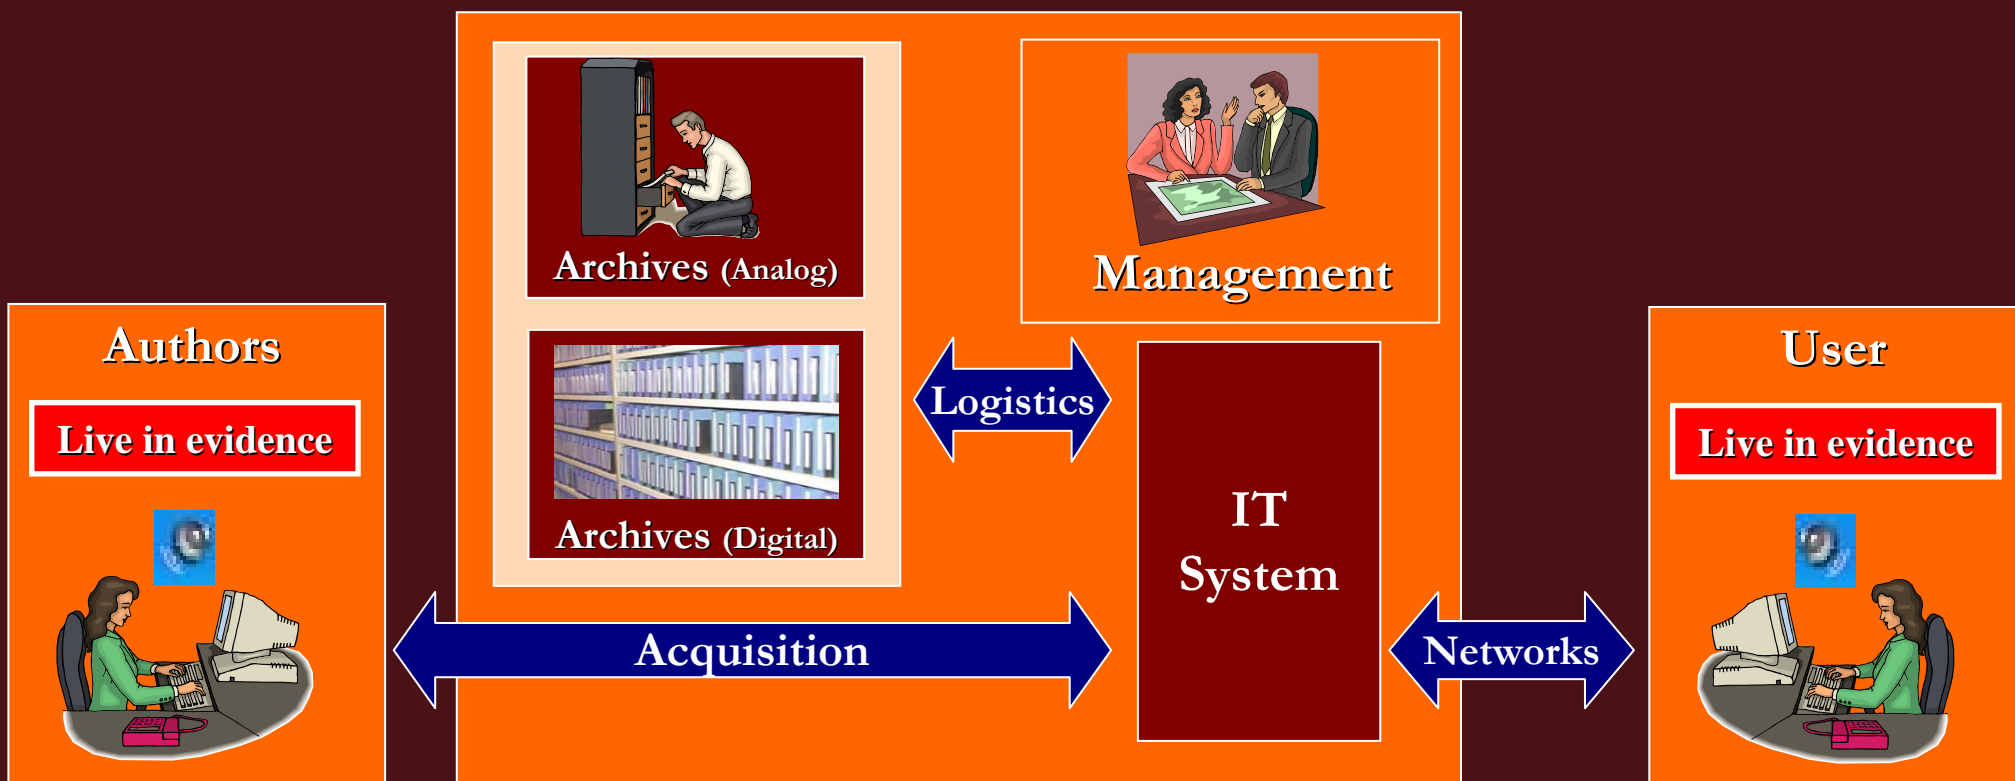 Authors
Live in evidence
Archives (Analog)
Archives (Digital)
Management
Logistics
IT
System
Acquisition
Networks
User
Live in evidence